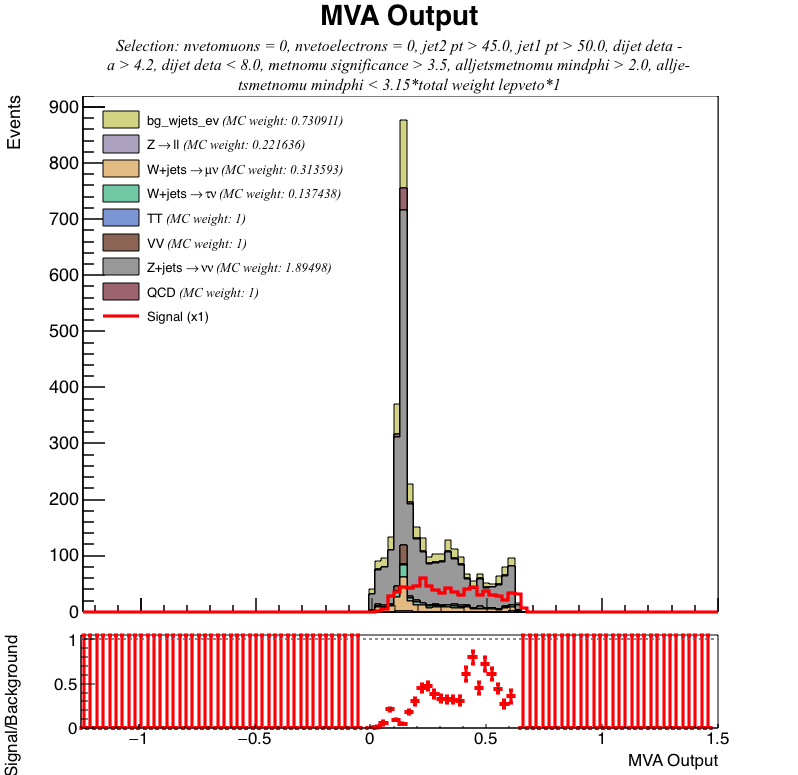 MVA Output
Selection: nvetomuons = 0, nvetoelectrons = 0, jet2 pt > 45.0, jet1 pt > 50.0, dijet deta -
a > 4.2, dijet deta < 8.0, metnomu significance > 3.5, alljetsmetnomu mindphi > 2.0, allje-
tsmetnomu mindphi < 3.15*total weight lepveto*1
Events
900
800
700
600
500
400
300
200
100
0
bg_wjets_ev (MC weight: 0.730911)
Z→ll (MC weight: 0.221636)
W+jets→μν (MC weight: 0.313593)
W+jets→τν (MC weight: 0.137438)
TT (MC weight: 1)
VV (MC weight: 1)
Z+jets→νν (MC weight: 1.89498)
QCD (MC weight: 1)
Signal (x1)
Signal/Background
1
0.5
0
−1
−0.5
0
0.5
1
1.5
MVA Output